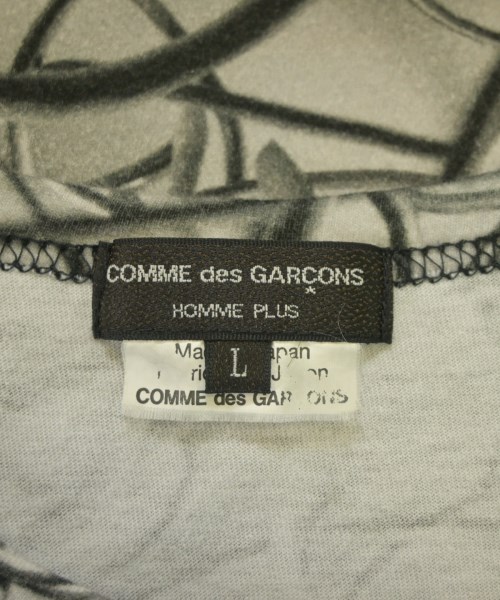 COMME des GARCONS
*
HOMME PLUS
L
COMME des GAR ONS